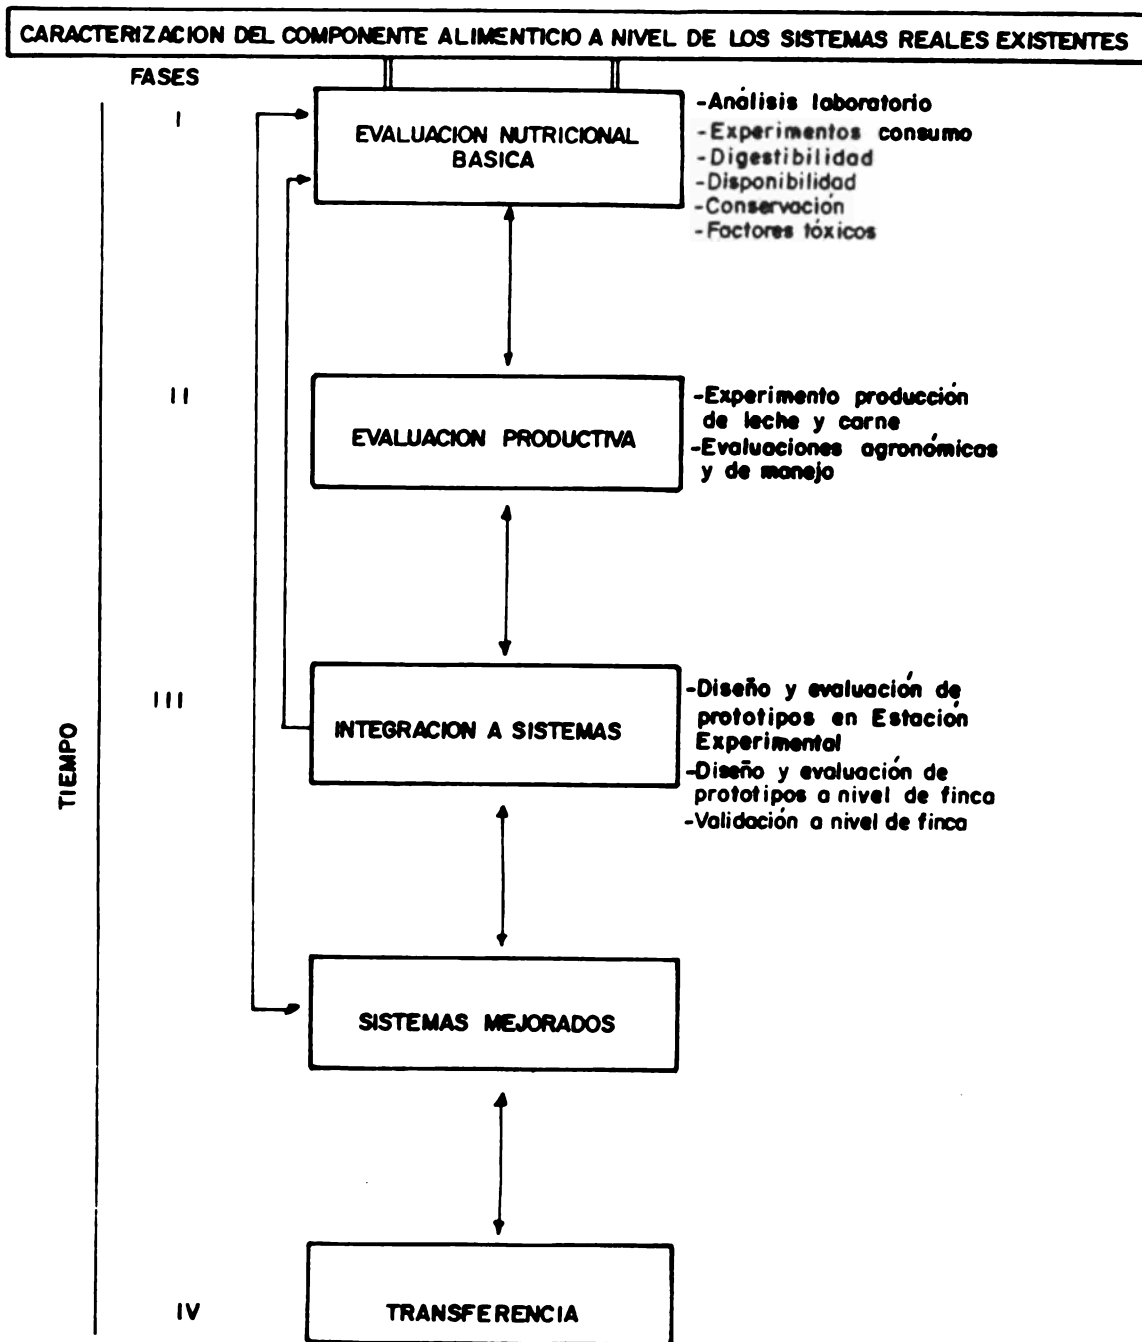 CARACTERIZACION DEL COMPONENTE ALIMENTICIO A NIVEL DE LOS SISTEMAS REALES EXISTENTES
FASES
I
EVALUACION NUTRICIONAL
BASICA
-Análisis laboratorio
-Experimentos consumo
-Digestibilidad
-Disponibilidad
-Conservación
-Factores tóxicos
II
EVALUACION PRODUCTIVA
-Experimento producción
de leche y carne
-Evaluaciones agronómicas
y de manejo
III
INTEGRACION A SISTEMAS
-Diseño y evaluación de
prototipos en Estación
Experimental
-Diseño y evaluación de
prototipos a nivel de finca
-Validación a nivel de finca
TIEMPO
SISTEMAS MEJORADOS
IV
TRANSFERENCIA